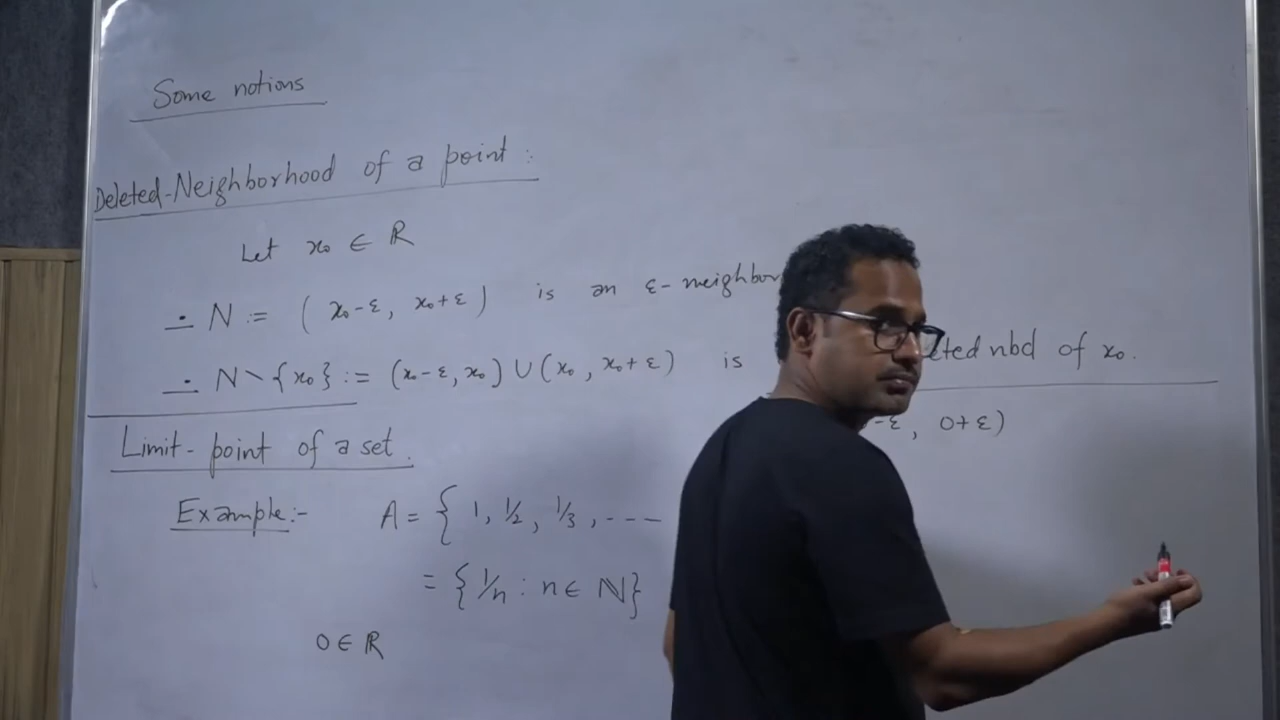 Some notions
Deleted-Neighborhood of a point :
Let x₀ ∈ ℝ
∸ N := ( x₀-ε, x₀+ε ) is an ε-neighbor
∸ N \ {x₀} := (x₀-ε, x₀) ∪ (x₀, x₀+ε) is nbd of x₀.
-ε, 0+ε)
Limit-point of a set.
Example:- A = { 1, 1/2, 1/3, ---
= { 1/n : n ∈ ℕ}
0 ∈ ℝ